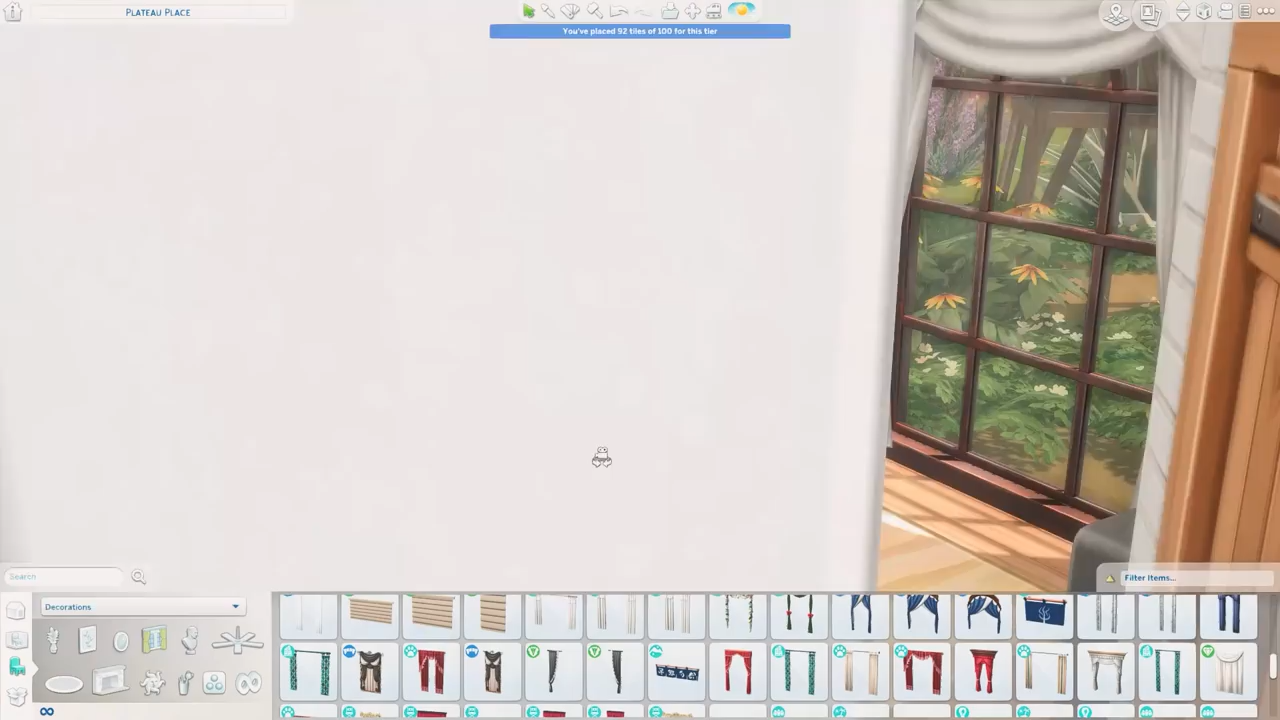 PLATEAU PLACE
You've placed 92 tiles of 100 for this tier
Search
Filter Items...
Decorations